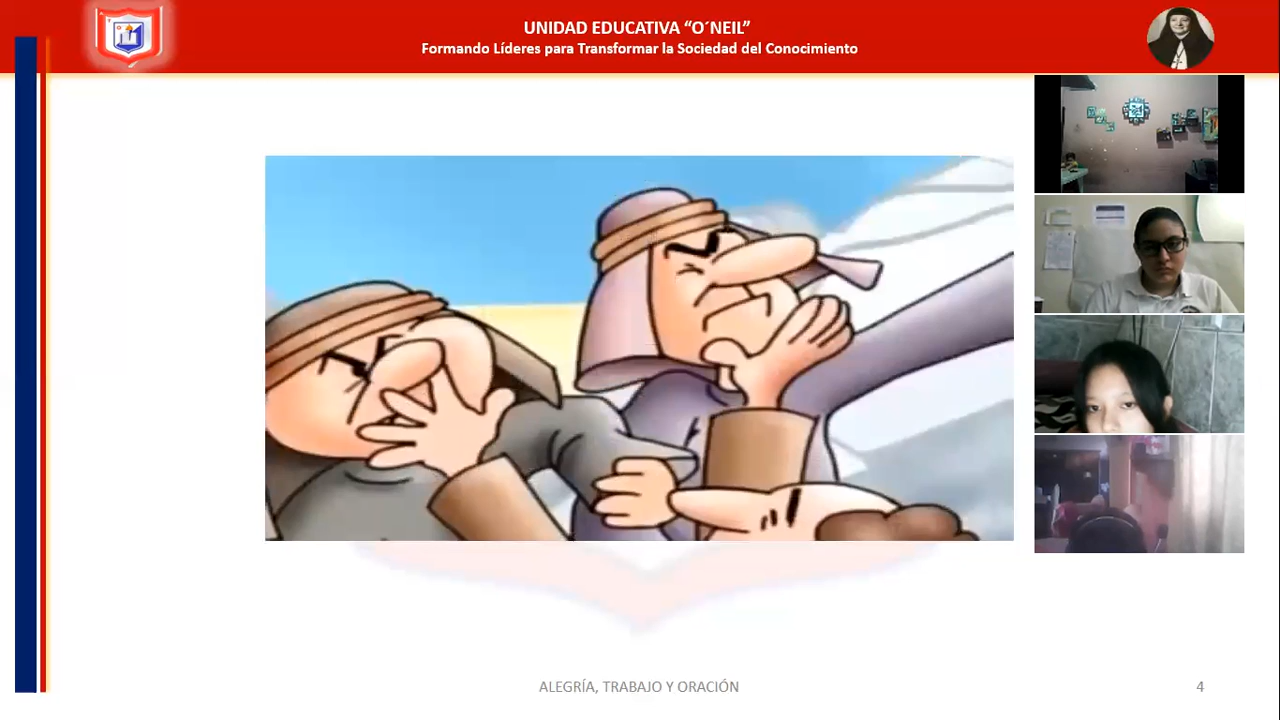 UNIDAD EDUCATIVA “O´NEIL”
Formando Líderes para Transformar la Sociedad del Conocimiento
ALEGRÍA, TRABAJO Y ORACIÓN
4